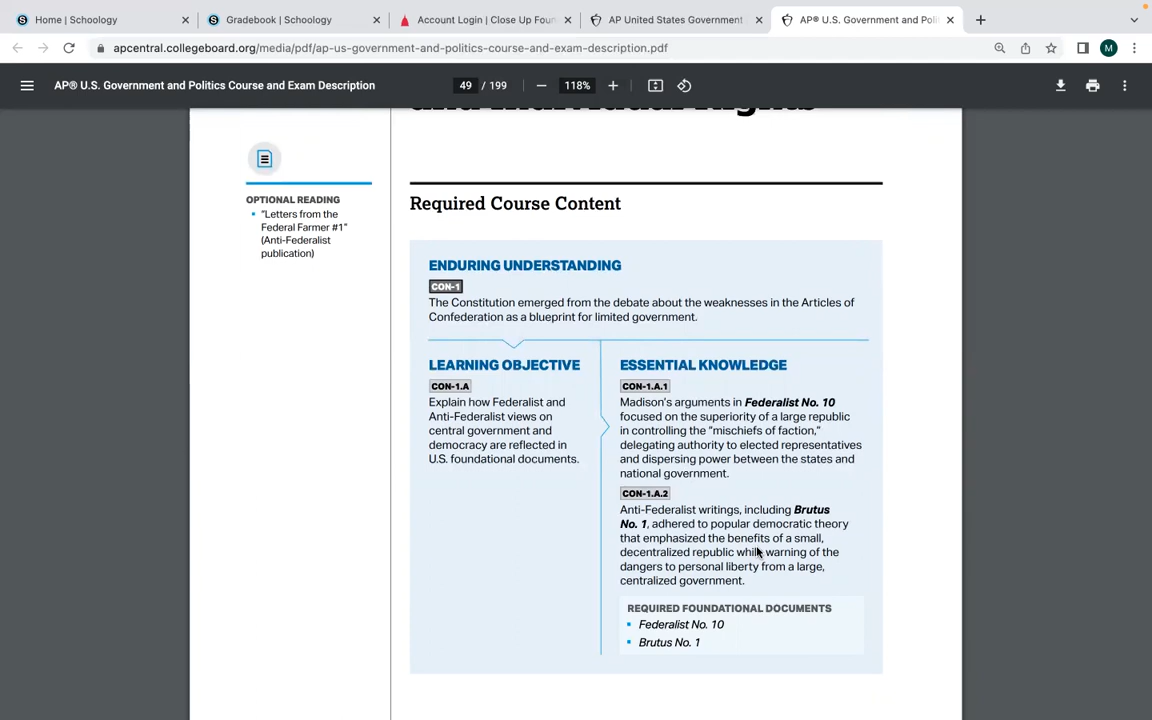 Home | Schoology
Gradebook | Schoology
Account Login | Close Up Foun
AP United States Government
AP® U.S. Government and Poli
apcentral.collegeboard.org/media/pdf/ap-us-government-and-politics-course-and-exam-description.pdf
M
AP® U.S. Government and Politics Course and Exam Description
49 / 199
118%
and Individual Rights
OPTIONAL READING
"Letters from the
Federal Farmer #1"
(Anti-Federalist
publication)
Required Course Content
ENDURING UNDERSTANDING
CON-1
The Constitution emerged from the debate about the weaknesses in the Articles of
Confederation as a blueprint for limited government.
LEARNING OBJECTIVE
CON-1.A
Explain how Federalist and
Anti-Federalist views on
central government and
democracy are reflected in
U.S. foundational documents.
ESSENTIAL KNOWLEDGE
CON-1.A.1
Madison's arguments in Federalist No. 10
focused on the superiority of a large republic
in controlling the "mischiefs of faction,"
delegating authority to elected representatives
and dispersing power between the states and
national government.
CON-1.A.2
Anti-Federalist writings, including Brutus
No. 1, adhered to popular democratic theory
that emphasized the benefits of a small,
decentralized republic while warning of the
dangers to personal liberty from a large,
centralized government.
REQUIRED FOUNDATIONAL DOCUMENTS
Federalist No. 10
Brutus No. 1